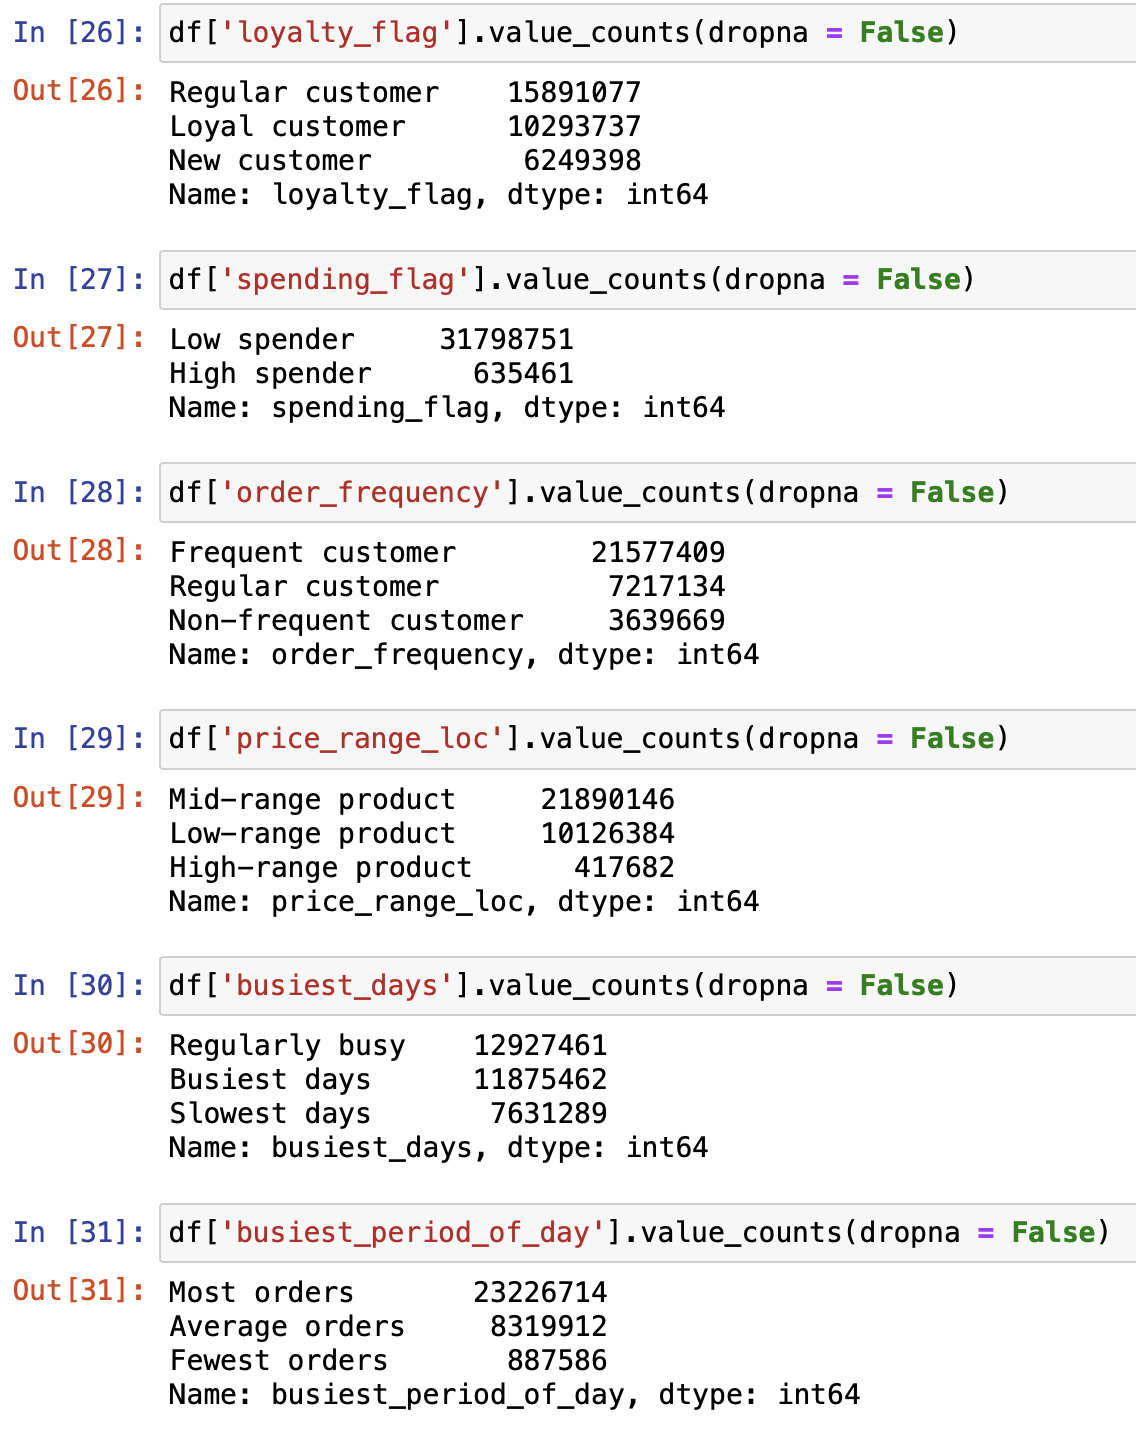 In [26]: df['loyalty_flag'].value_counts(dropna = False)
Out[26]: Regular customer    15891077
Loyal customer      10293737
New customer         6249398
Name: loyalty_flag, dtype: int64
In [27]: df['spending_flag'].value_counts(dropna = False)
Out[27]: Low spender     31798751
High spender      635461
Name: spending_flag, dtype: int64
In [28]: df['order_frequency'].value_counts(dropna = False)
Out[28]: Frequent customer        21577409
Regular customer          7217134
Non-frequent customer     3639669
Name: order_frequency, dtype: int64
In [29]: df['price_range_loc'].value_counts(dropna = False)
Out[29]: Mid-range product     21890146
Low-range product     10126384
High-range product      417682
Name: price_range_loc, dtype: int64
In [30]: df['busiest_days'].value_counts(dropna = False)
Out[30]: Regularly busy    12927461
Busiest days      11875462
Slowest days       7631289
Name: busiest_days, dtype: int64
In [31]: df['busiest_period_of_day'].value_counts(dropna = False)
Out[31]: Most orders       23226714
Average orders     8319912
Fewest orders       887586
Name: busiest_period_of_day, dtype: int64